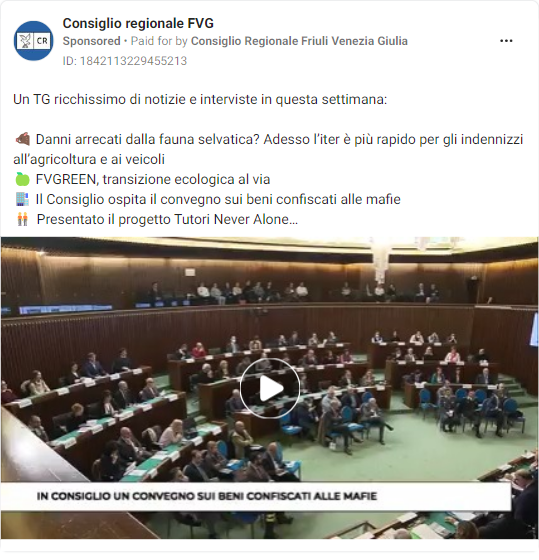 CR
Consiglio regionale FVG
Sponsored • Paid for by Consiglio Regionale Friuli Venezia Giulia
ID: 1842113229455213
Un TG ricchissimo di notizie e interviste in questa settimana:
Danni arrecati dalla fauna selvatica? Adesso l'iter è più rapido per gli indennizzi
all'agricoltura e ai veicoli
FVGREEN, transizione ecologica al via
Il Consiglio ospita il convegno sui beni confiscati alle mafie
Presentato il progetto Tutori Never Alone...
IN CONSIGLIO UN CONVEGNO SUI BENI CONFISCATI ALLE MAFIE